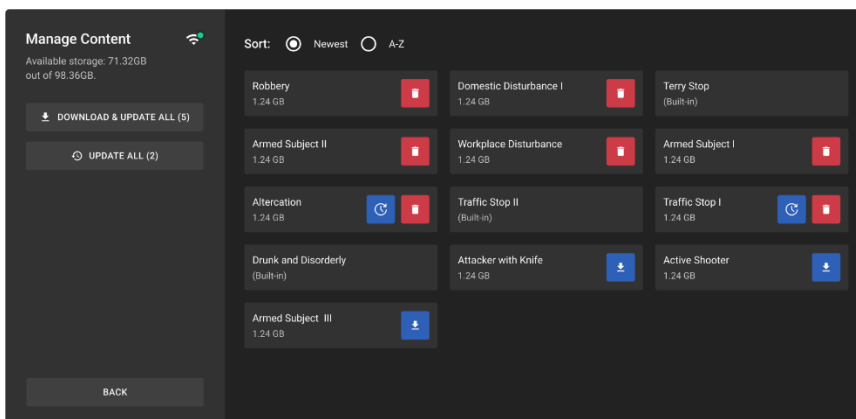 Manage Content
Available storage: 71.32GB
out of 98.36GB.
DOWNLOAD & UPDATE ALL (5)
UPDATE ALL (2)
BACK
Sort: Newest A-Z
Robbery
1.24 GB
Domestic Disturbance I
1.24 GB
Terry Stop
(Built-in)
Armed Subject II
1.24 GB
Workplace Disturbance
1.24 GB
Armed Subject I
1.24 GB
Altercation
1.24 GB
Traffic Stop II
(Built-in)
Traffic Stop I
1.24 GB
Drunk and Disorderly
(Built-in)
Attacker with Knife
1.24 GB
Active Shooter
1.24 GB
Armed Subject III
1.24 GB